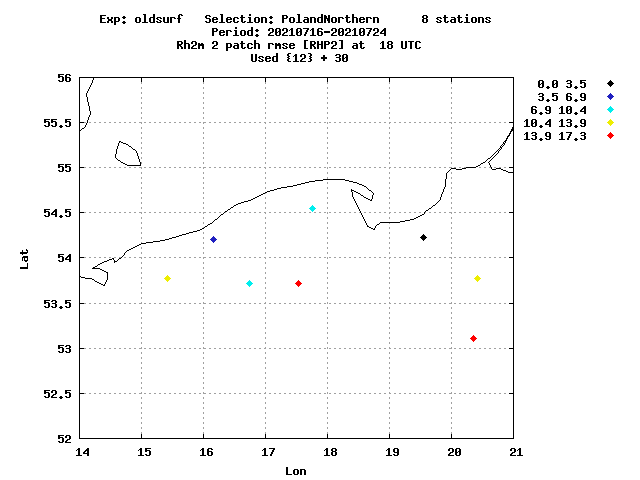 Exp: oldsurf   Selection: PolandNorthern      8 stations
Period: 20210716-20210724
Rh2m 2 patch rmse [RHP2] at  18 UTC
Used {12} + 30
0.0 3.5
3.5 6.9
6.9 10.4
10.4 13.9
13.9 17.3
56
55.5
55
54.5
54
53.5
53
52.5
52
Lat
14 15 16 17 18 19 20 21
Lon